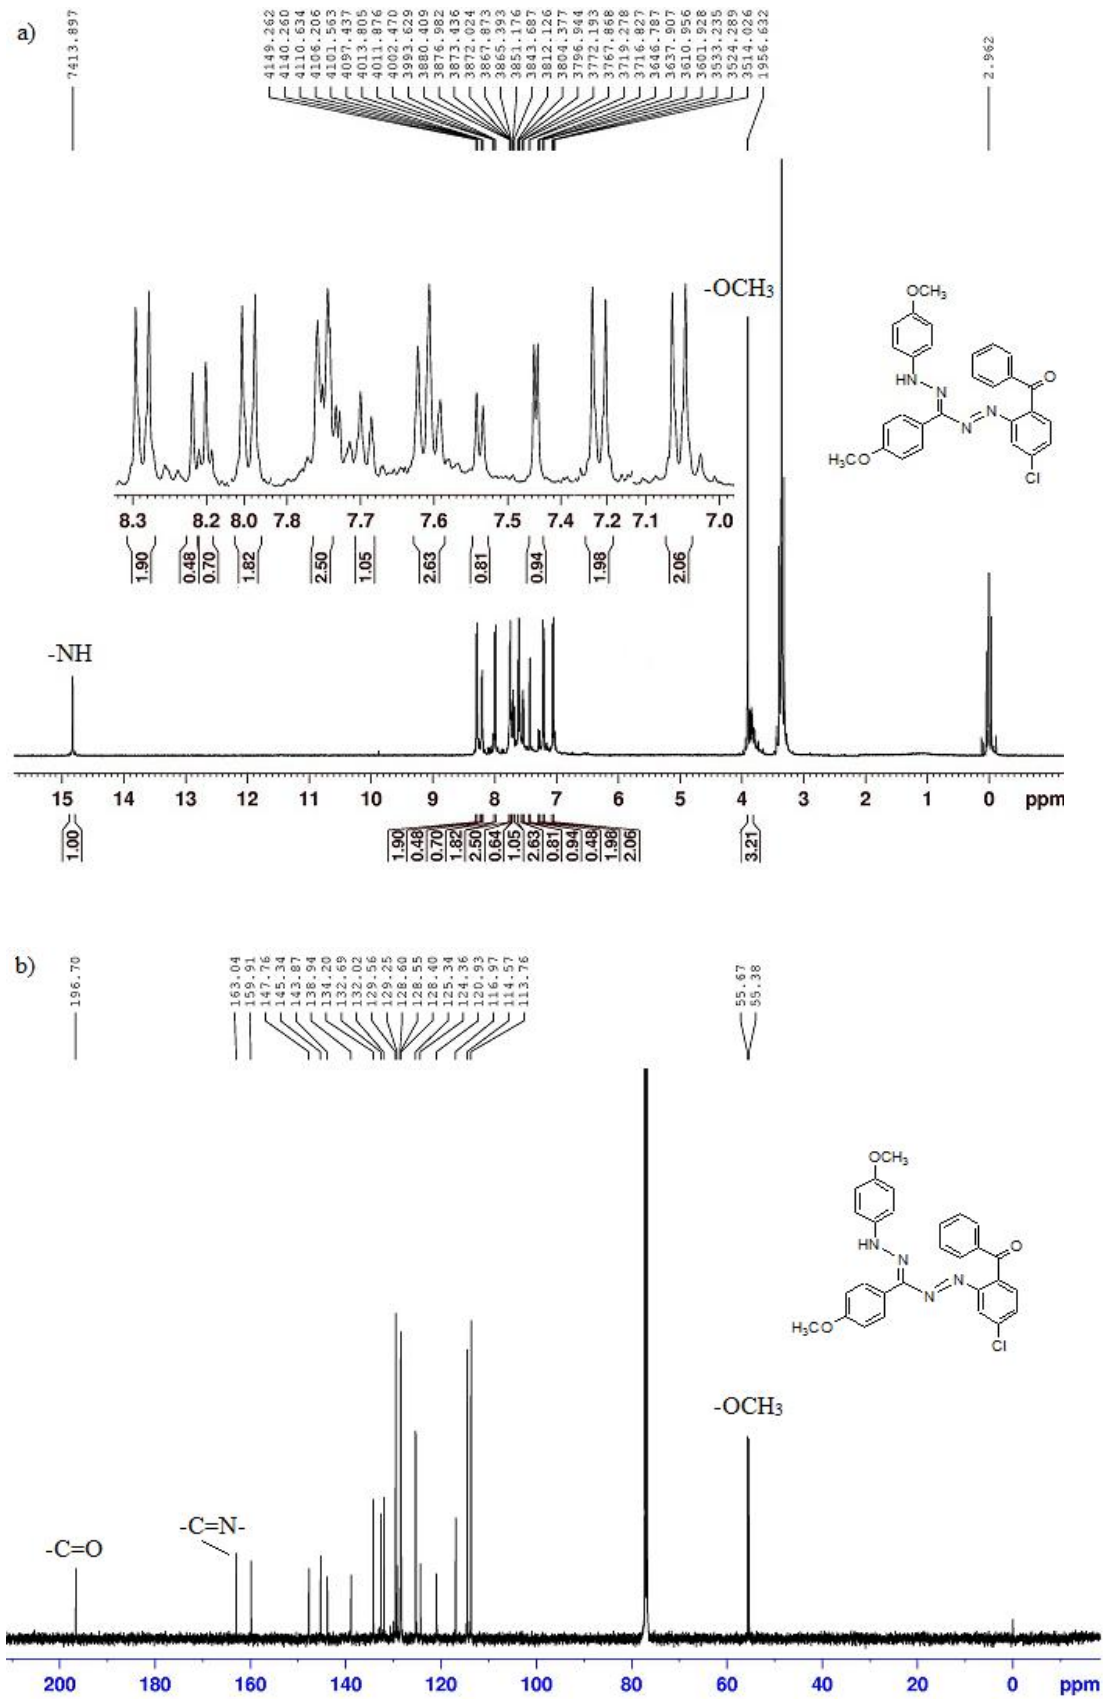 a)
7413.897
4149.262
4140.260
4110.634
4106.206
4101.563
4097.437
4013.805
4011.876
4002.470
3993.629
3880.409
3876.982
3873.436
3872.024
3867.873
3865.393
3851.176
3843.687
3812.126
3804.377
3796.944
3772.193
3767.868
3719.278
3716.827
3646.787
3637.907
3610.956
3601.928
3533.235
3524.289
3514.026
1956.632
2.962
-OCH3
OCH3
HN
N
O
N
N
H3CO
Cl
8.3 8.2 8.0 7.8 7.7 7.6 7.5 7.4 7.2 7.1 7.0
1.90 0.48 0.70 1.82 2.50 1.05 2.63 0.81 0.94 1.98 2.06
-NH
15 14 13 12 11 10 9 8 7 6 5 4 3 2 1 0 ppm
1.00 1.90 0.48 0.70 1.82 2.50 0.64 1.05 2.63 0.81 0.94 0.48 1.98 2.06 3.21
b)
196.70
163.04
159.91
147.76
145.34
143.87
138.94
134.20
132.69
132.02
129.56
129.25
128.60
128.55
128.40
125.34
124.36
120.93
116.97
114.57
113.76
55.67
55.38
OCH3
HN
N
O
N
N
H3CO
Cl
-OCH3
-C=N-
-C=O
200 180 160 140 120 100 80 60 40 20 0 ppm